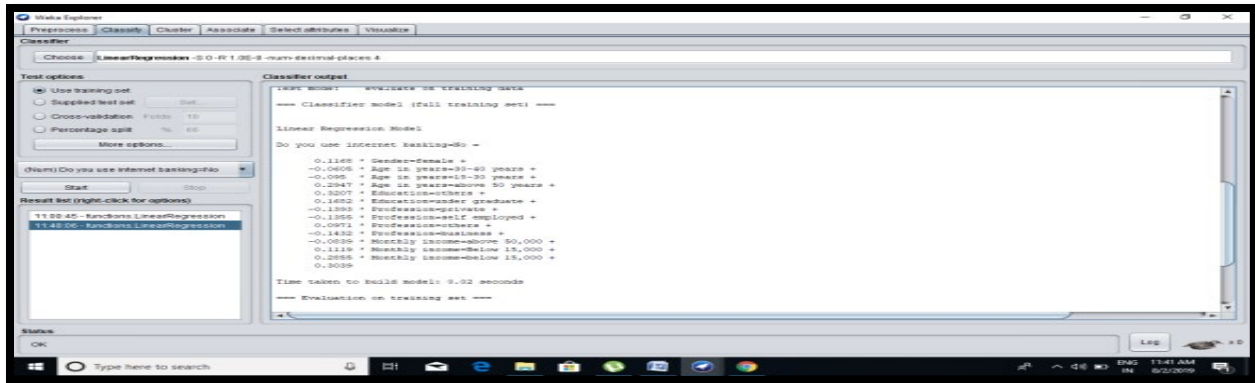 Weka Explorer
Preprocess Classify Cluster Associate Select attributes Visualize
Classifier
Choose LinearRegression -S 0 -R 1.0E-8 -num-decimal-places 4
Test options
Use training set
Supplied test set Set...
Cross-validation Folds 10
Percentage split % 66
More options...
(Num) Do you use internet banking=No
Start Stop
Result list (right-click for options)
11:00:45 - functions.LinearRegression
11:40:06 - functions.LinearRegression
Classifier output
Test mode: evaluate on training data
=== Classifier model (full training set) ===
Linear Regression Model
Do you use internet banking=No =
0.1168 * Gender=female +
-0.0605 * Age in years=30-40 years +
-0.095 * Age in years=15-30 years +
0.2947 * Age in years=above 50 years +
0.3207 * Education=others +
0.1682 * Education=under graduate +
-0.1393 * Profession=private +
-0.1355 * Profession=self employed +
0.0971 * Profession=others +
-0.1432 * Profession=business +
-0.0839 * Monthly income=above 50,000 +
0.1119 * Monthly income=Below 15,000 +
0.2855 * Monthly income=below 15,000 +
0.3039
Time taken to build model: 0.02 seconds
=== Evaluation on training set ===
Status
OK
Log x 0
Type here to search
ENG
IN
11:41 AM
8/2/2019